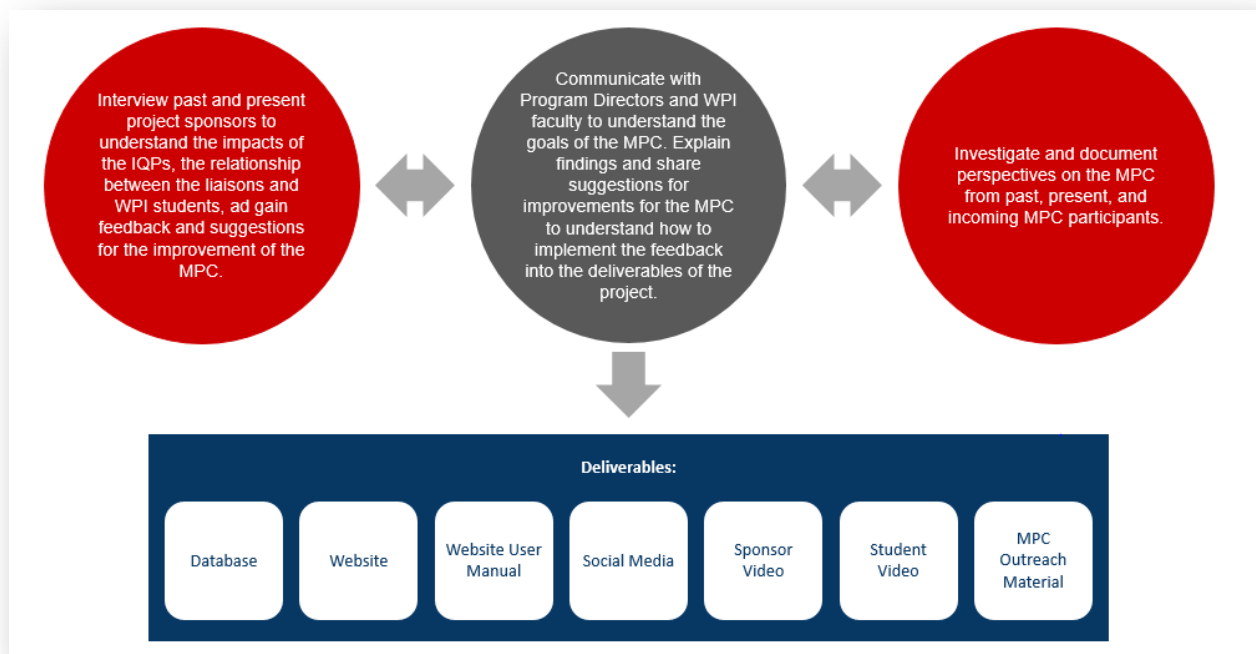 Interview past and present
project sponsors to
understand the impacts of
the IQPs, the relationship
between the liaisons and
WPI students, ad gain
feedback and suggestions
for the improvement of the
MPC.
Communicate with
Program Directors and WPI
faculty to understand the
goals of the MPC. Explain
findings and share
suggestions for
improvements for the MPC
to understand how to
implement the feedback
into the deliverables of the
project.
Investigate and document
perspectives on the MPC
from past, present, and
incoming MPC participants.
Deliverables:
Database
Website
Website User
Manual
Social Media
Sponsor
Video
Student
Video
MPC
Outreach
Material